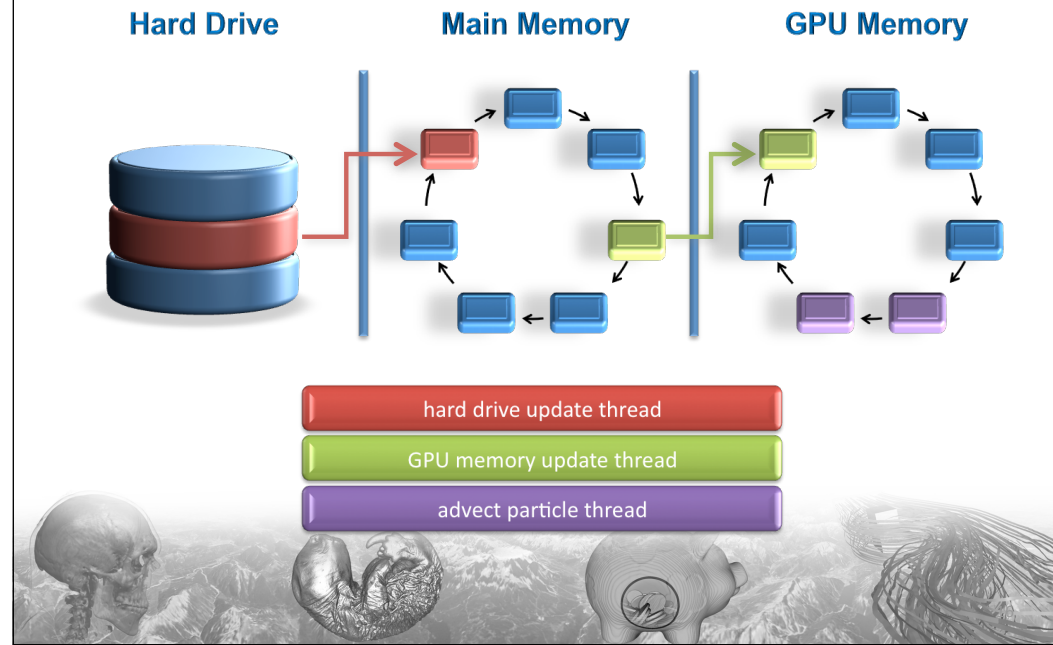 Hard Drive
Main Memory
GPU Memory
hard drive update thread
GPU memory update thread
advect particle thread